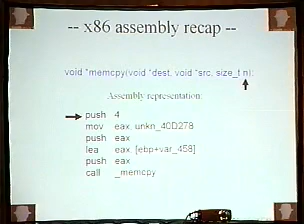 -- x86 assembly recap --
void *memcpy(void *dest, void *src, size_t n);
Assembly representation:
push 4
mov eax, unkn_40D278
push eax
lea eax, [ebp+var_458]
push eax
call _memcpy